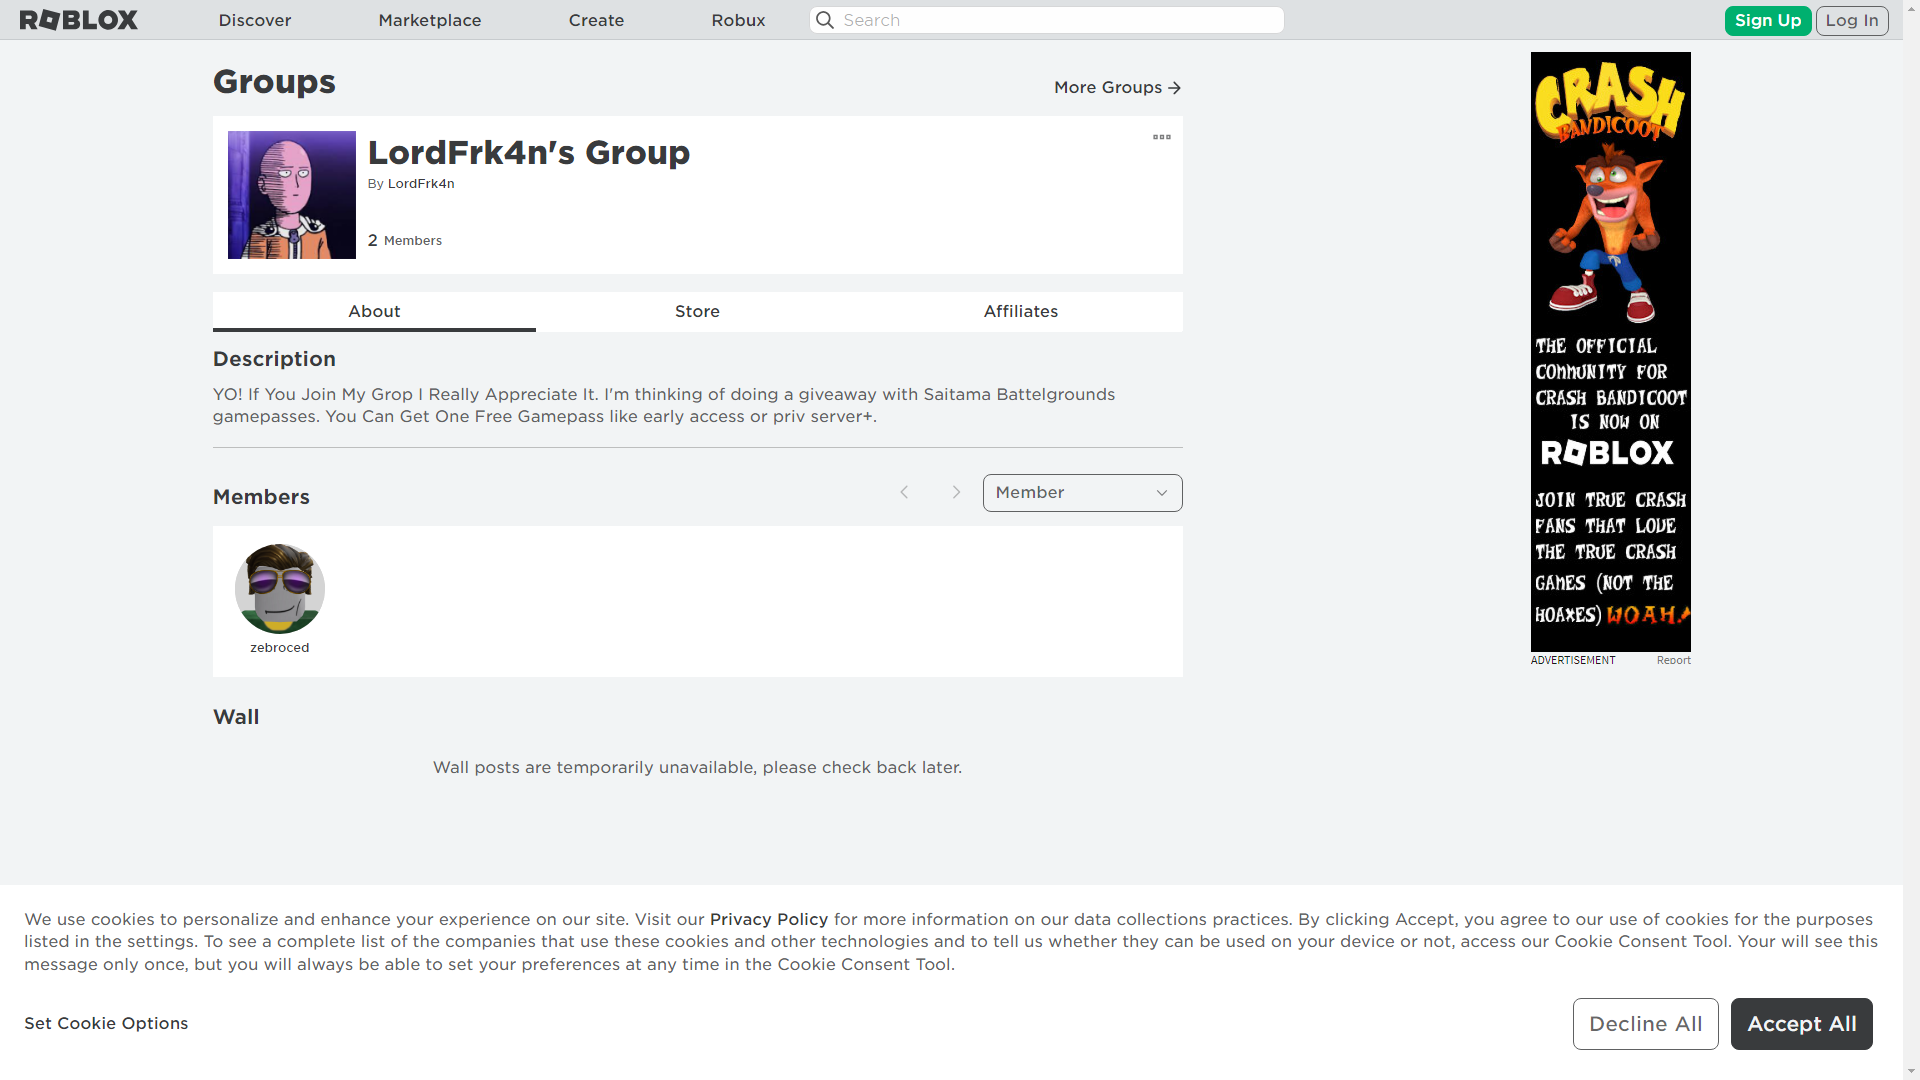 ROBLOX
Discover
Marketplace
Create
Robux
Search
Sign Up
Log In
Groups
More Groups
LordFrk4n's Group
By LordFrk4n
2 Members
About
Store
Affiliates
Description
YO! If You Join My Grop I Really Appreciate It. I'm thinking of doing a giveaway with Saitama Battelgrounds
gamepasses. You Can Get One Free Gamepass like early access or priv server+.
Members
Member
zebroced
Wall
Wall posts are temporarily unavailable, please check back later.
CRASH
BANDICOOT
THE OFFICIAL
COMMUNITY FOR
CRASH BANDICOOT
IS NOW ON
ROBLOX
JOIN TRUE CRASH
FANS THAT LOVE
THE TRUE CRASH
GAMES (NOT THE
HOAXES) WOAH!
ADVERTISEMENT
Report
We use cookies to personalize and enhance your experience on our site. Visit our Privacy Policy for more information on our data collections practices. By clicking Accept, you agree to our use of cookies for the purposes
listed in the settings. To see a complete list of the companies that use these cookies and other technologies and to tell us whether they can be used on your device or not, access our Cookie Consent Tool. Your will see this
message only once, but you will always be able to set your preferences at any time in the Cookie Consent Tool.
Set Cookie Options
Decline All
Accept All